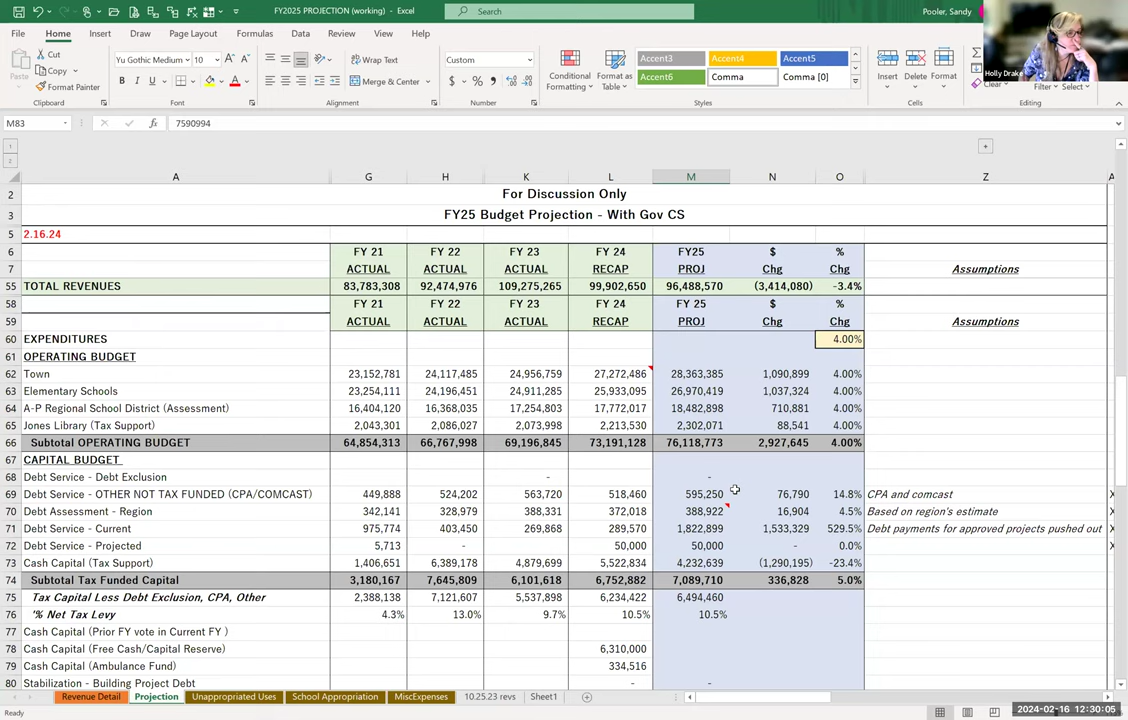 FY2025 PROJECTION (working) - Excel
Search
Pooler, Sandy
File Home Insert Draw Page Layout Formulas Data Review View Help
Paste
Cut
Copy
Format Painter
Clipboard
Yu Gothic Medium 10
B I U
Font
Wrap Text
Merge & Center
Alignment
Custom
$ %
Number
Conditional Formatting
Format as Table
Accent3 Accent4 Accent5
Accent6 Comma Comma [0]
Styles
Insert Delete Format
Cells
Clear
Filter Select
Editing
Holly Drake
M83 fx 7590994
1
2
A G H K L M N O Z A
2 For Discussion Only
3 FY25 Budget Projection - With Gov CS
5 2.16.24
6 FY 21 FY 22 FY 23 FY 24 FY25 $ %
7 ACTUAL ACTUAL ACTUAL RECAP PROJ Chg Chg Assumptions
55 TOTAL REVENUES 83,783,308 92,474,976 109,275,265 99,902,650 96,488,570 (3,414,080) -3.4%
58 FY 21 FY 22 FY 23 FY 24 FY 25 $ %
59 ACTUAL ACTUAL ACTUAL RECAP PROJ Chg Chg Assumptions
60 EXPENDITURES 4.00%
61 OPERATING BUDGET
62 Town 23,152,781 24,117,485 24,956,759 27,272,486 28,363,385 1,090,899 4.00%
63 Elementary Schools 23,254,111 24,196,451 24,911,285 25,933,095 26,970,419 1,037,324 4.00%
64 A-P Regional School District (Assessment) 16,404,120 16,368,035 17,254,803 17,772,017 18,482,898 710,881 4.00%
65 Jones Library (Tax Support) 2,043,301 2,086,027 2,073,998 2,213,530 2,302,071 88,541 4.00%
66 Subtotal OPERATING BUDGET 64,854,313 66,767,998 69,196,845 73,191,128 76,118,773 2,927,645 4.00%
67 CAPITAL BUDGET
68 Debt Service - Debt Exclusion - -
69 Debt Service - OTHER NOT TAX FUNDED (CPA/COMCAST) 449,888 524,202 563,720 518,460 595,250 76,790 14.8% CPA and comcast X
70 Debt Assessment - Region 342,141 328,979 388,331 372,018 388,922 16,904 4.5% Based on region's estimate X
71 Debt Service - Current 975,774 403,450 269,868 289,570 1,822,899 1,533,329 529.5% Debt payments for approved projects pushed out X
72 Debt Service - Projected 5,713 - 50,000 50,000 - 0.0% X
73 Cash Capital (Tax Support) 1,406,651 6,389,178 4,879,699 5,522,834 4,232,639 (1,290,195) -23.4%
74 Subtotal Tax Funded Capital 3,180,167 7,645,809 6,101,618 6,752,882 7,089,710 336,828 5.0%
75 Tax Capital Less Debt Exclusion, CPA, Other 2,388,138 7,121,607 5,537,898 6,234,422 6,494,460
76 '% Net Tax Levy 4.3% 13.0% 9.7% 10.5% 10.5%
77 Cash Capital (Prior FY vote in Current FY )
78 Cash Capital (Free Cash/Capital Reserve) 6,310,000
79 Cash Capital (Ambulance Fund) 334,516
80 Stabilization - Building Project Debt - -
Revenue Detail Projection Unappropriated Uses School Appropriation MiscExpenses 10.25.23 revs Sheet1
Ready
2024-02-16 12:30:05